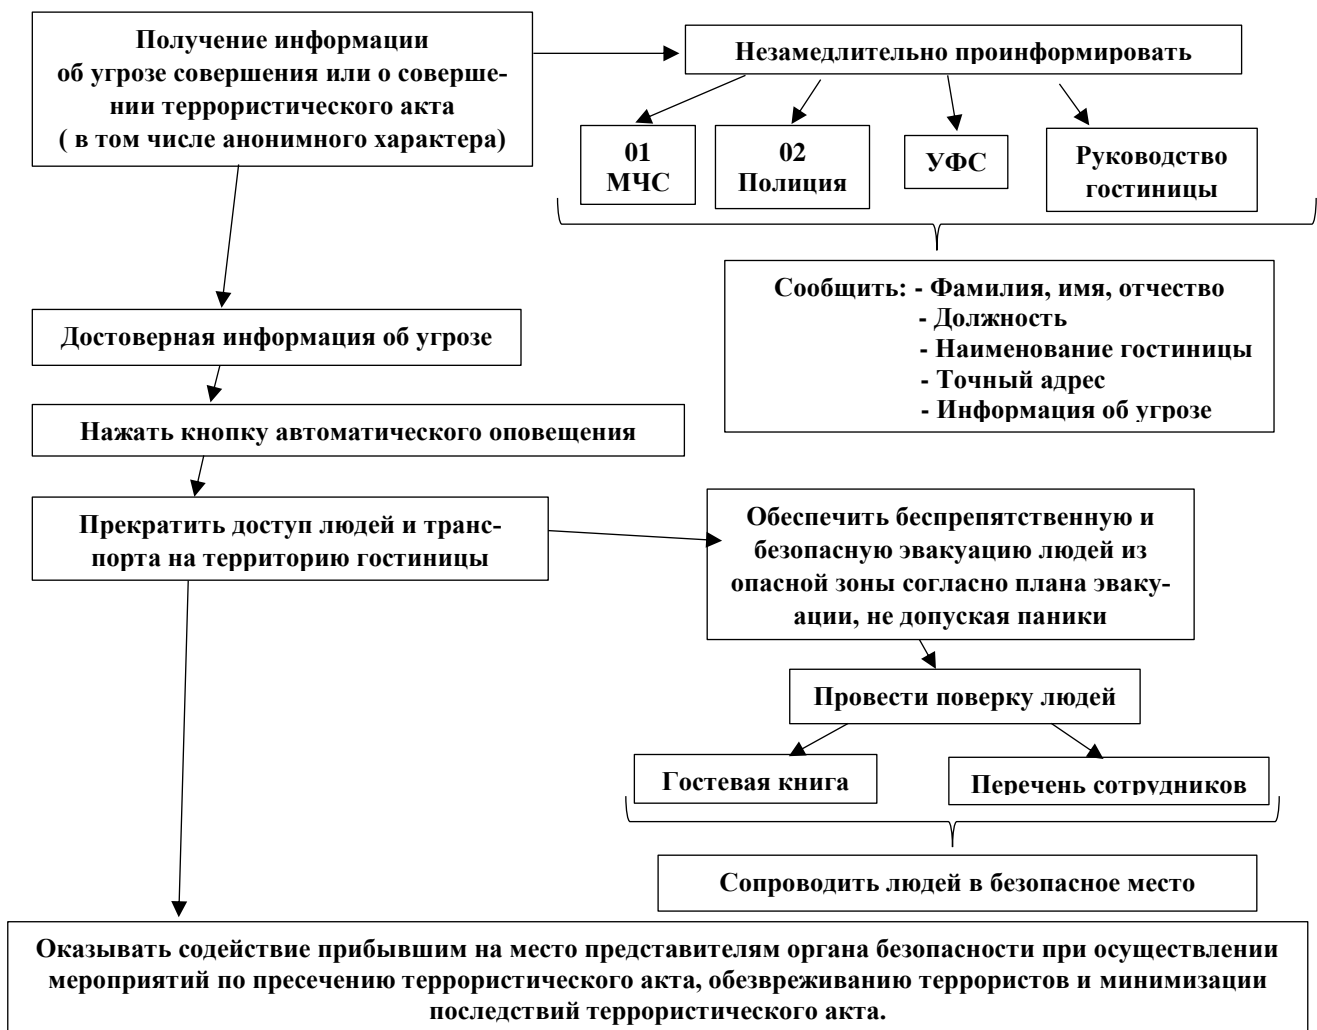 Получение информации
об угрозе совершения или о соверше-
нии террористического акта
( в том числе анонимного характера)
Незамедлительно проинформировать
01
МЧС
02
Полиция
УФС
Руководство
гостиницы
Сообщить: - Фамилия, имя, отчество
- Должность
- Наименование гостиницы
- Точный адрес
- Информация об угрозе
Достоверная информация об угрозе
Нажать кнопку автоматического оповещения
Прекратить доступ людей и транс-
порта на территорию гостиницы
Обеспечить беспрепятственную и
безопасную эвакуацию людей из
опасной зоны согласно плана эваку-
ации, не допуская паники
Провести поверку людей
Гостевая книга
Перечень сотрудников
Сопроводить людей в безопасное место
Оказывать содействие прибывшим на место представителям органа безопасности при осуществлении
мероприятий по пресечению террористического акта, обезвреживанию террористов и минимизации
последствий террористического акта.